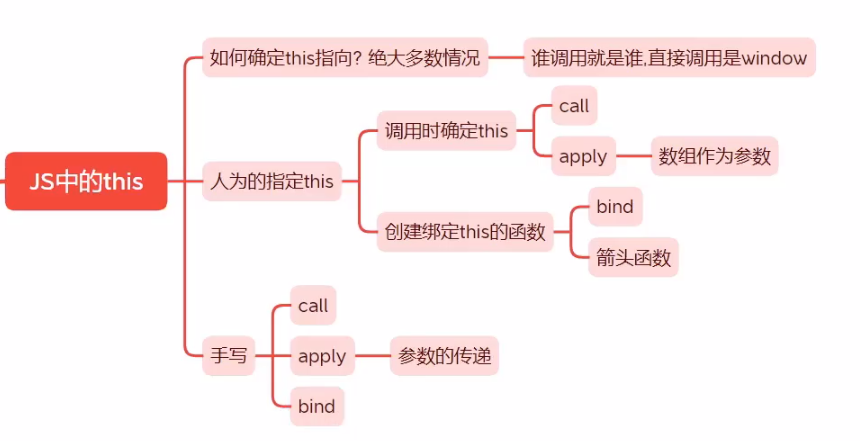 JS中的this
如何确定this指向? 绝大多数情况
谁调用就是谁,直接调用是window
人为的指定this
调用时确定this
call
apply
数组作为参数
创建绑定this的函数
bind
箭头函数
手写
call
apply
参数的传递
bind